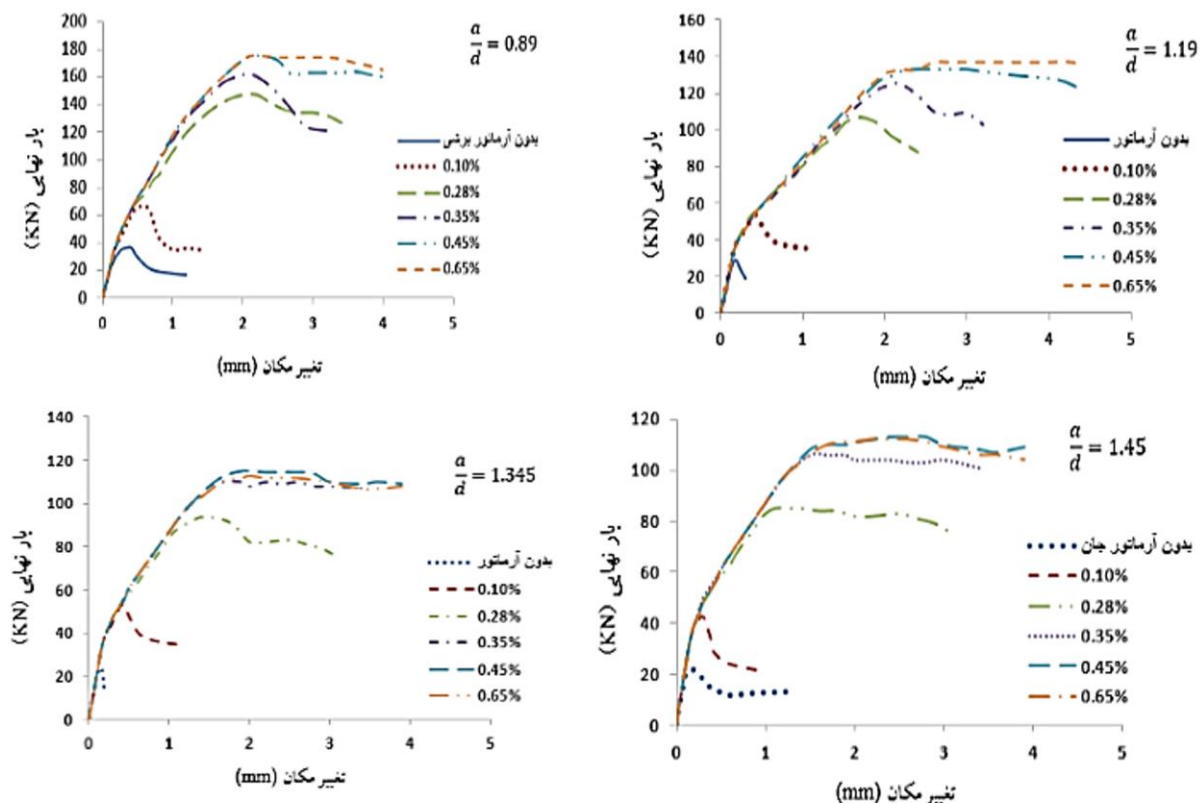 200
180
160
140
120
100
80
60
40
20
0
0 1 2 3 4 5
بار نهایی (KN)
تغییر مکان (mm)
a/d = 0.89
بدون آرماتور برشی
0.10%
0.28%
0.35%
0.45%
0.65%
160
140
120
100
80
60
40
20
0
0 1 2 3 4 5
بار نهایی (KN)
تغییر مکان (mm)
a/d = 1.19
بدون آرماتور
0.10%
0.28%
0.35%
0.45%
0.65%
140
120
100
80
60
40
20
0
0 1 2 3 4 5
بار نهایی (KN)
تغییر مکان (mm)
a/d = 1.345
بدون آرماتور
0.10%
0.28%
0.35%
0.45%
0.65%
120
100
80
60
40
20
0
0 1 2 3 4 5
بار نهایی (KN)
تغییر مکان (mm)
a/d = 1.45
بدون آرماتور جان
0.10%
0.28%
0.35%
0.45%
0.65%